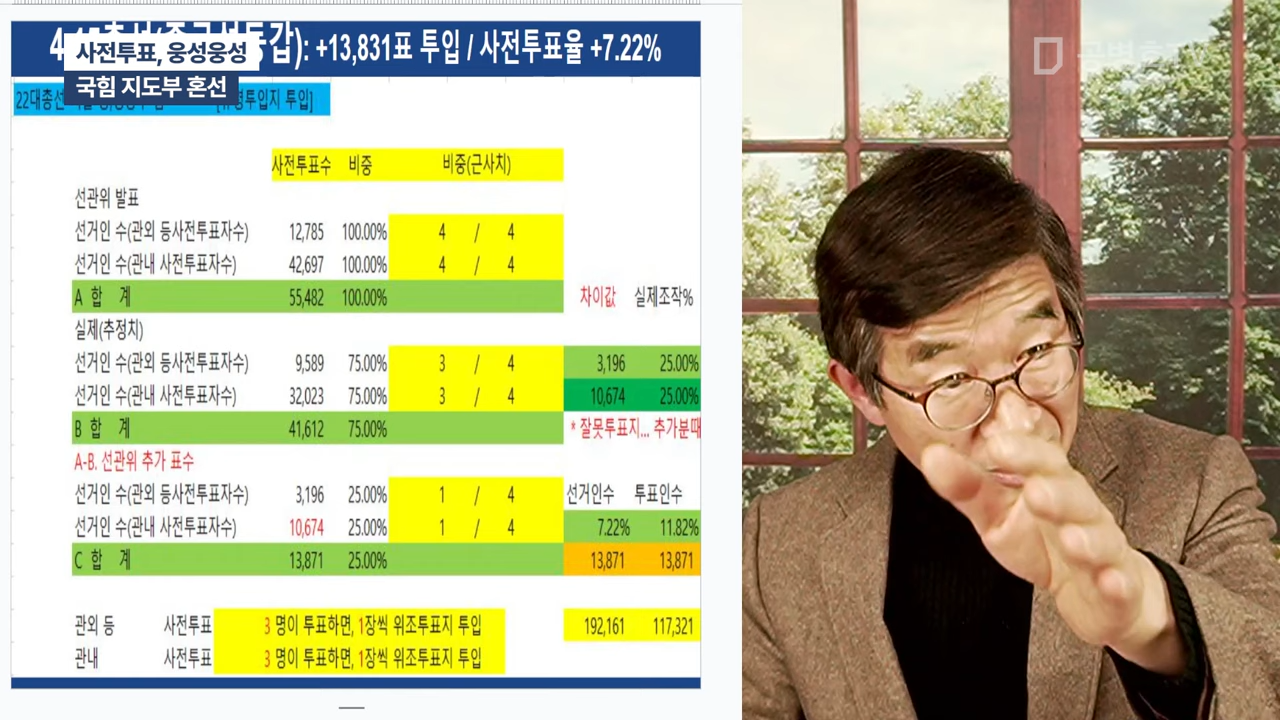 갑): +13,831표 투입 / 사전투표율 +7.22%
사전투표, 웅성웅성
국힘 지도부 혼선
22대총선
투입지 투입]
사전투표수 비중 비중(근사치)
선관위 발표
선거인 수(관외 등사전투표자수) 12,785 100.00% 4 / 4
선거인 수(관내 사전투표자수) 42,697 100.00% 4 / 4
A 합 계 55,482 100.00% 차이값 실제조작%
실제(추정치)
선거인 수(관외 등사전투표자수) 9,589 75.00% 3 / 4 3,196 25.00%
선거인 수(관내 사전투표자수) 32,023 75.00% 3 / 4 10,674 25.00%
B 합 계 41,612 75.00% * 잘못투표지... 추가분때
A-B. 선관위 추가 표수
선거인 수(관외 등사전투표자수) 3,196 25.00% 1 / 4 선거인수 투표인수
선거인 수(관내 사전투표자수) 10,674 25.00% 1 / 4 7.22% 11.82%
C 합 계 13,871 25.00% 13,871 13,871
관외 등 사전투표 3 명이 투표하면, 1장씩 위조투표지 투입 192,161 117,321
관내 사전투표 3 명이 투표하면, 1장씩 위조투표지 투입